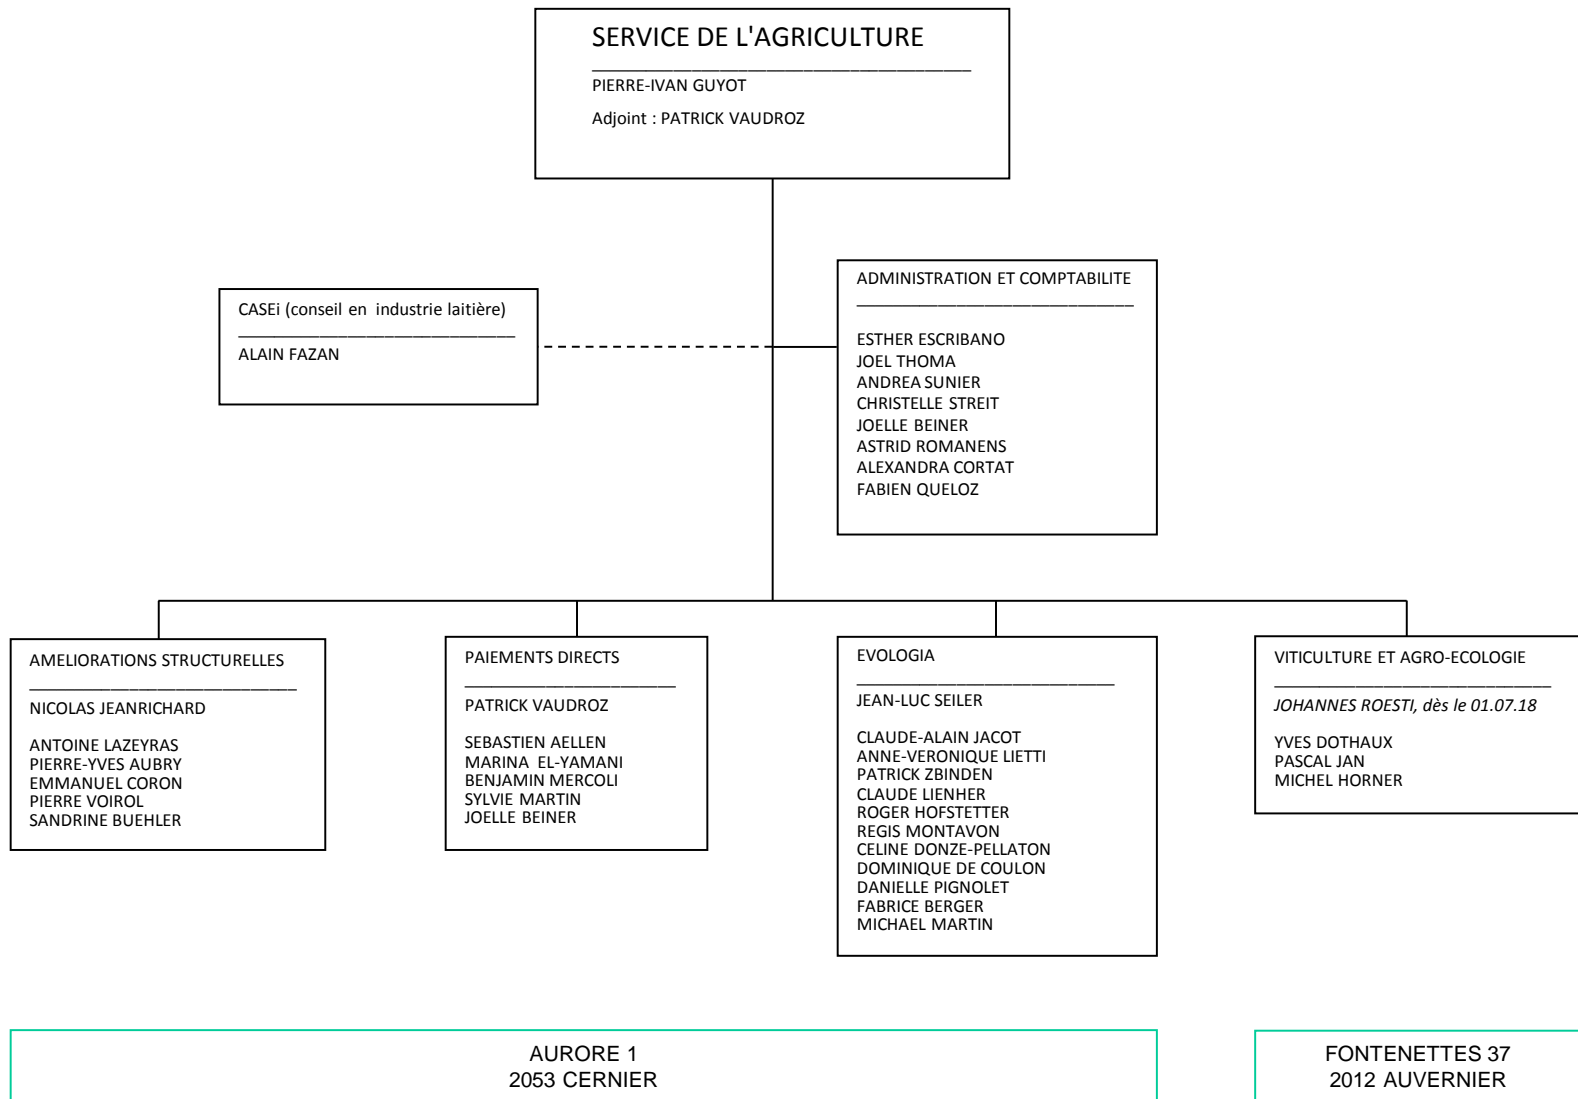 SERVICE DE L'AGRICULTURE
PIERRE-IVAN GUYOT
Adjoint : PATRICK VAUDROZ
CASEi (conseil en industrie laitière)
ALAIN FAZAN
ADMINISTRATION ET COMPTABILITE
ESTHER ESCRIBANO
JOEL THOMA
ANDREA SUNIER
CHRISTELLE STREIT
JOELLE BEINER
ASTRID ROMANENS
ALEXANDRA CORTAT
FABIEN QUELOZ
AMELIORATIONS STRUCTURELLES
NICOLAS JEANRICHARD
ANTOINE LAZEYRAS
PIERRE-YVES AUBRY
EMMANUEL CORON
PIERRE VOIROL
SANDRINE BUEHLER
PAIEMENTS DIRECTS
PATRICK VAUDROZ
SEBASTIEN AELLEN
MARINA EL-YAMANI
BENJAMIN MERCOLI
SYLVIE MARTIN
JOELLE BEINER
EVOLOGIA
JEAN-LUC SEILER
CLAUDE-ALAIN JACOT
ANNE-VERONIQUE LIETTI
PATRICK ZBINDEN
CLAUDE LIENHER
ROGER HOFSTETTER
REGIS MONTAVON
CELINE DONZE-PELLATON
DOMINIQUE DE COULON
DANIELLE PIGNOLET
FABRICE BERGER
MICHAEL MARTIN
VITICULTURE ET AGRO-ECOLOGIE
JOHANNES ROESTI, dès le 01.07.18
YVES DOTHAUX
PASCAL JAN
MICHEL HORNER
AURORE 1
2053 CERNIER
FONTENETTES 37
2012 AUVERNIER